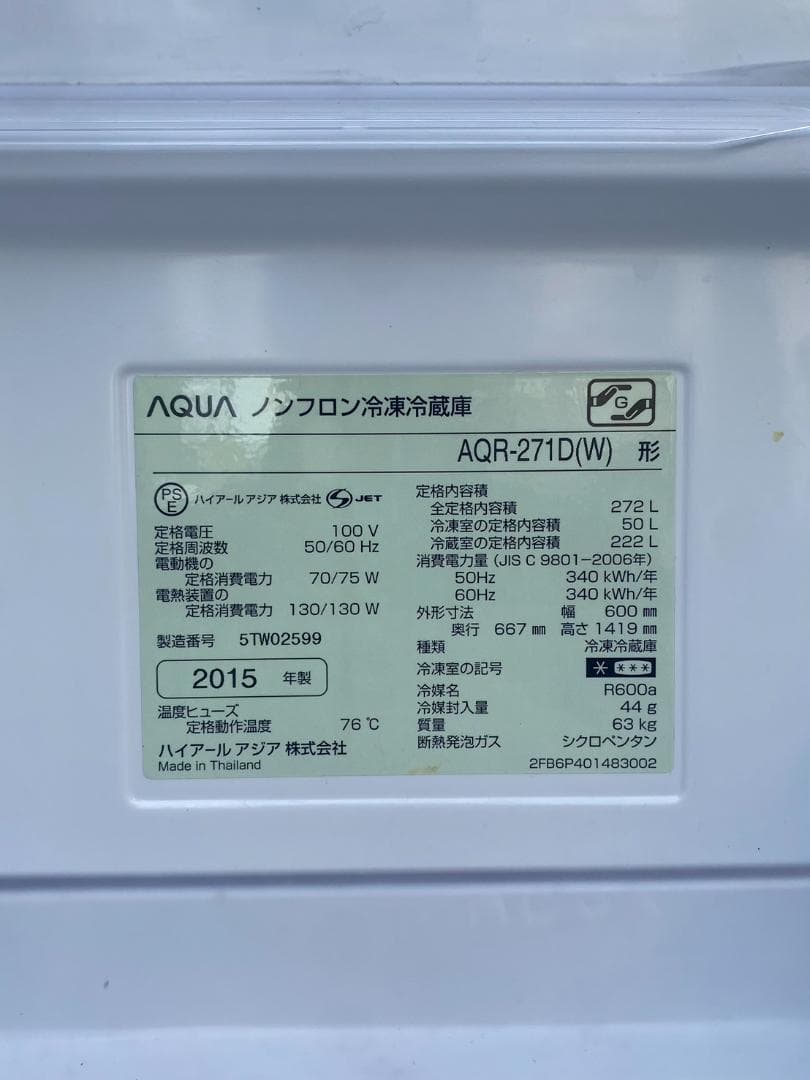 AQUA ノンフロン冷凍冷蔵庫
G
AQR-271D(W) 形
PS E ハイアール アジア 株式会社 S JET
定格電圧 100 V
定格周波数 50/60 Hz
電動機の
定格消費電力 70/75 W
電熱装置の
定格消費電力 130/130 W
製造番号 5TW02599
2015 年製
温度ヒューズ
定格動作温度 76 ℃
ハイアール アジア 株式会社
Made in Thailand
定格内容積
全定格内容積 272 L
冷凍室の定格内容積 50 L
冷蔵室の定格内容積 222 L
消費電力量 (JIS C 9801-2006年)
50Hz 340 kWh/年
60Hz 340 kWh/年
外形寸法 幅 600 mm
奥行 667 mm 高さ 1419 mm
種類 冷凍冷蔵庫
冷凍室の記号 * ***
冷媒名 R600a
冷媒封入量 44 g
質量 63 kg
断熱発泡ガス シクロペンタン
2FB6P401483002